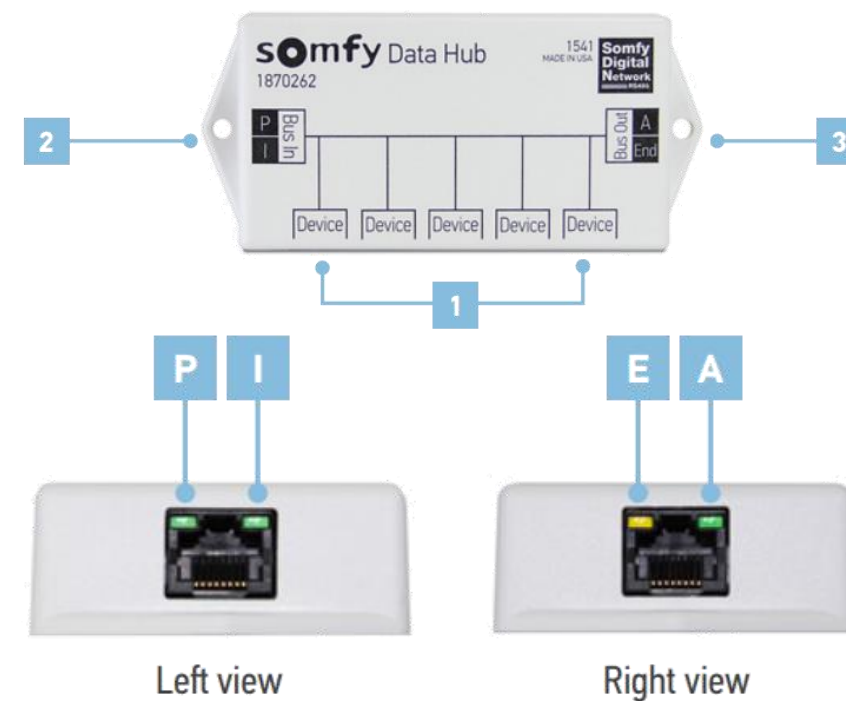 somfy Data Hub
1870262
1541
MADE IN USA
Somfy
Digital
Network
RS485
P
I
Bus In
Bus Out
A
End
2
3
Device Device Device Device Device
1
P I
E A
Left view
Right view